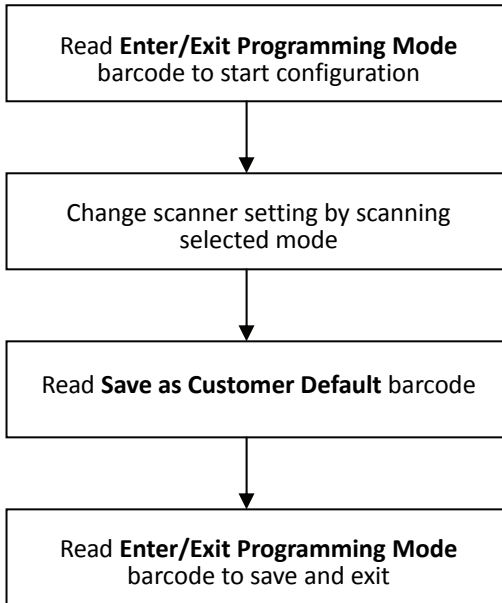 Read Enter/Exit Programming Mode
barcode to start configuration
Change scanner setting by scanning
selected mode
Read Save as Customer Default barcode
Read Enter/Exit Programming Mode
barcode to save and exit